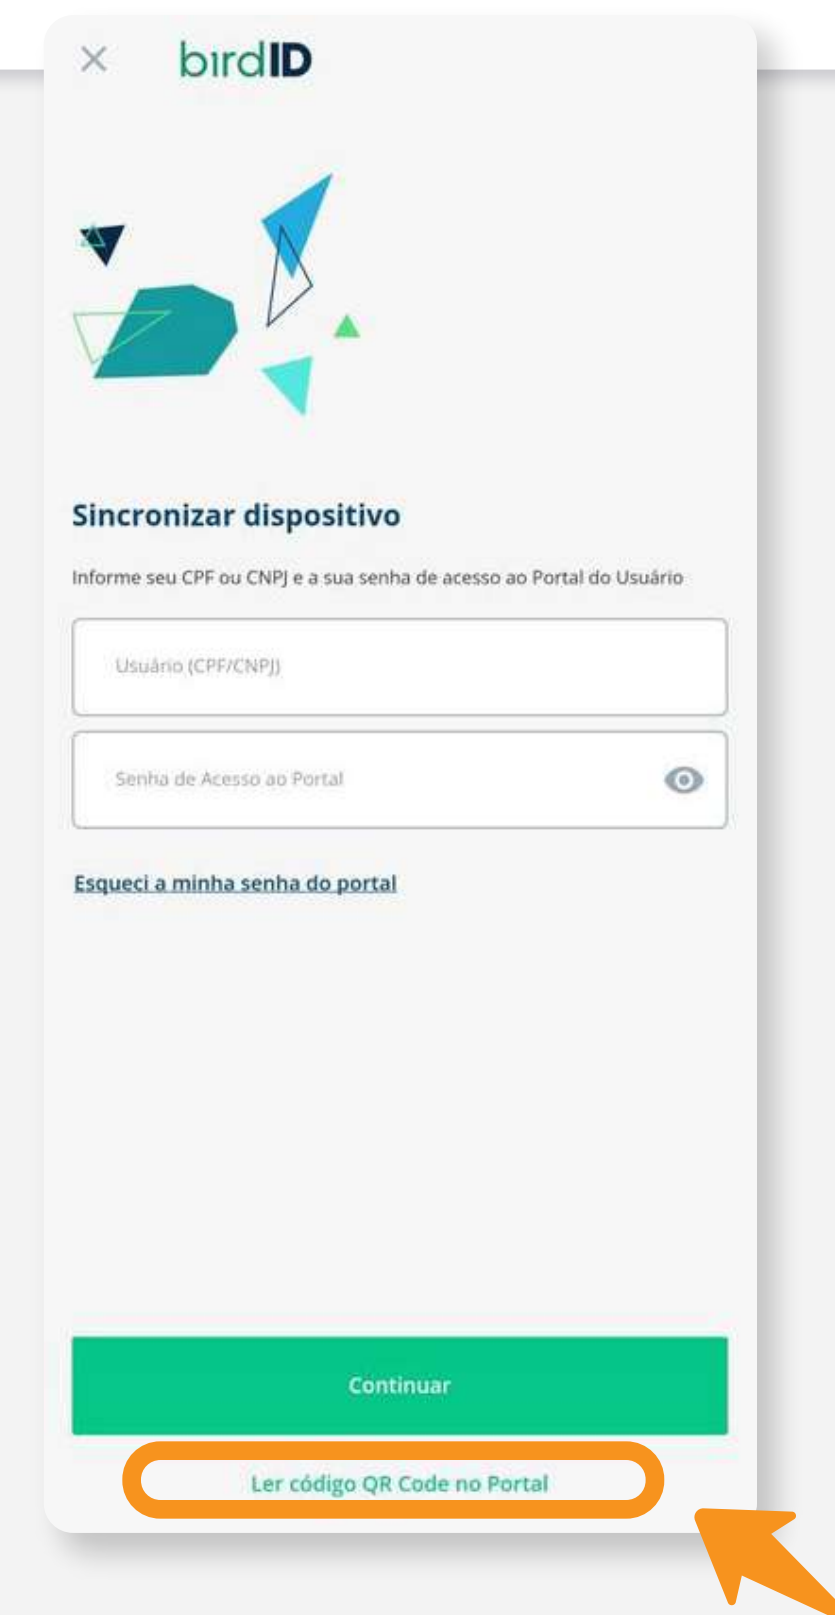 birdID
Sincronizar dispositivo
Informe seu CPF ou CNPJ e a sua senha de acesso ao Portal do Usuário
Usuário (CPF/CNPJ)
Senha de Acesso ao Portal
Esqueci a minha senha do portal
Continuar
Ler código QR Code no Portal